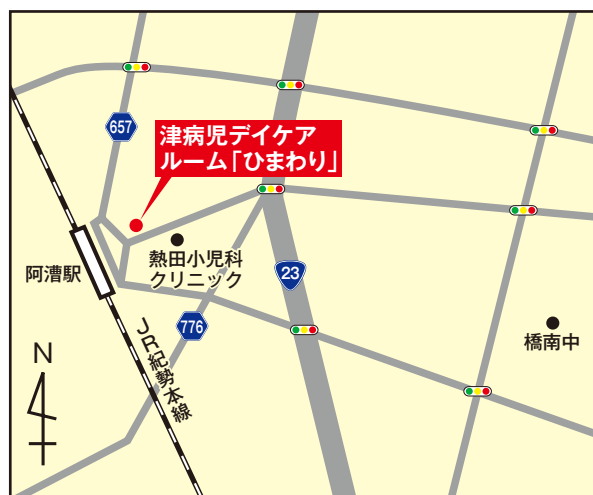 657
津病児デイケア
ルーム「ひまわり」
熱田小児科
クリニック
阿漕駅
23
776
橋南中
JR紀勢本線
N